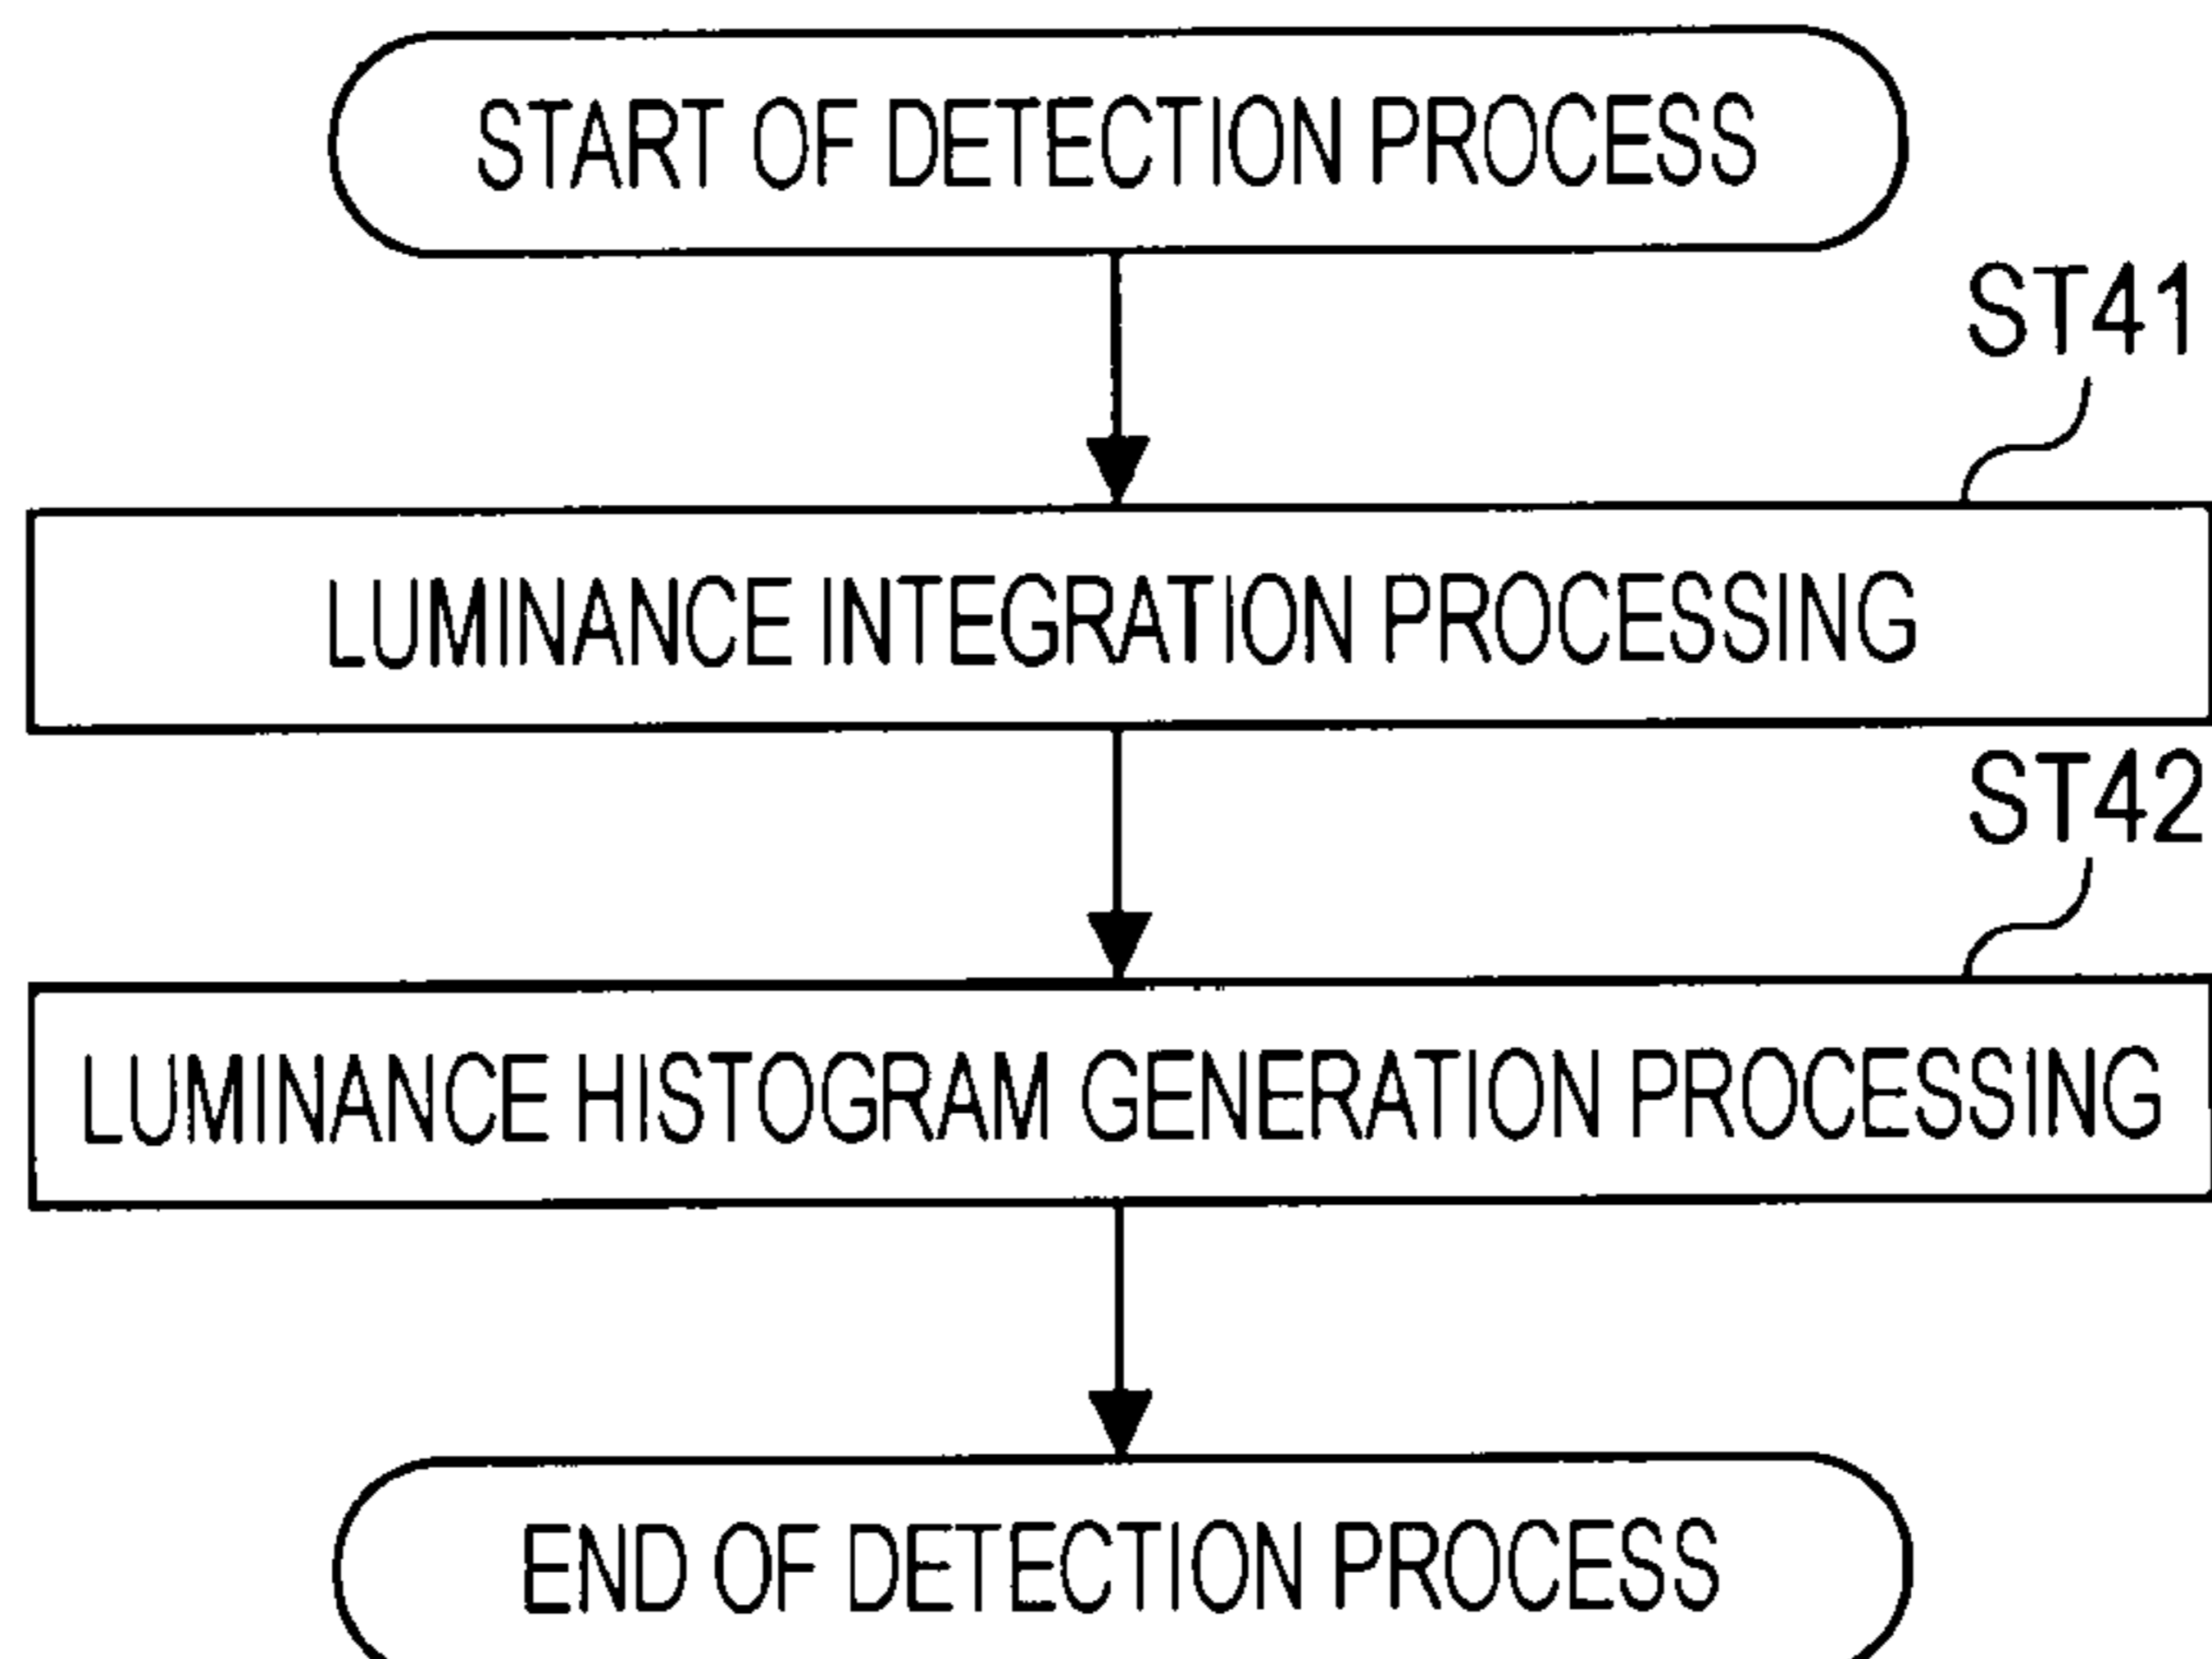 START OF DETECTION PROCESS
ST41
LUMINANCE INTEGRATION PROCESSING
ST42
LUMINANCE HISTOGRAM GENERATION PROCESSING
END OF DETECTION PROCESS